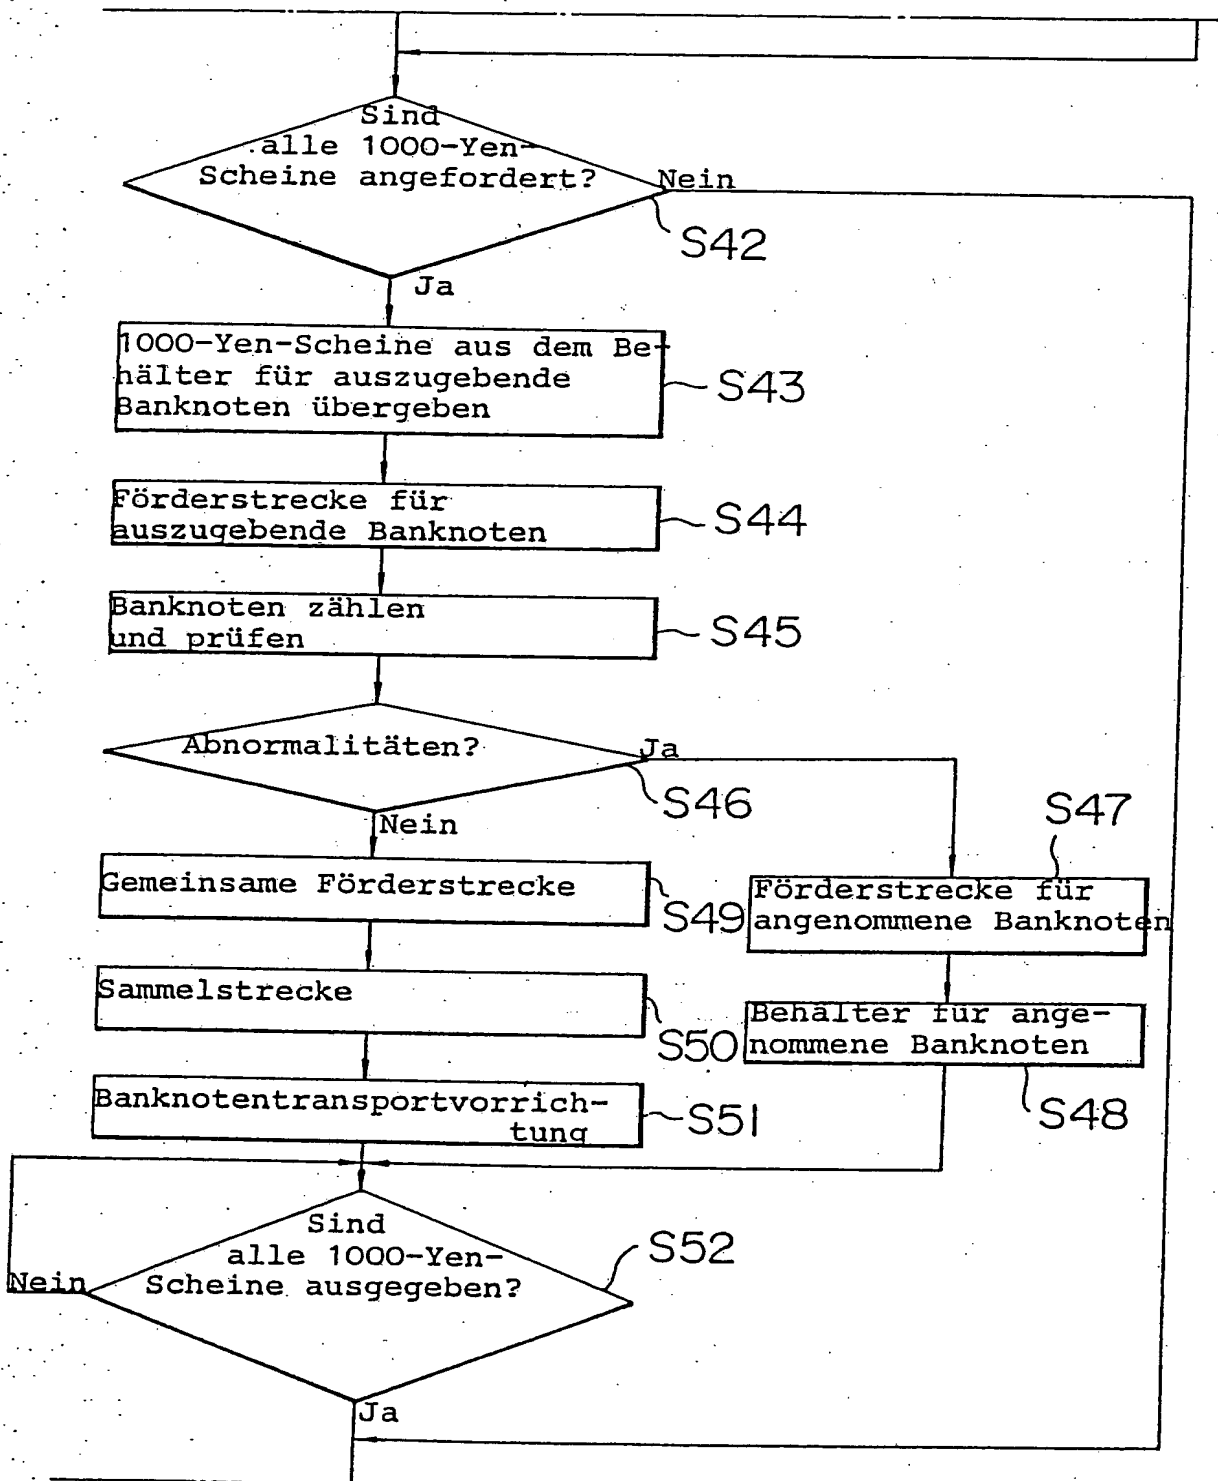 Sind
alle 1000-Yen-
Scheine angefordert?
Nein
S42
Ja
1000-Yen-Scheine aus dem Be-
hälter für auszugebende
Banknoten übergeben
S43
Förderstrecke für
auszugebende Banknoten
S44
Banknoten zählen
und prüfen
S45
Abnormalitäten?
Ja
S46
Nein
S47
Gemeinsame Förderstrecke
S49
Förderstrecke für
angenommene Banknoten
Sammelstrecke
S50
Behälter für ange-
nommene Banknoten
S48
Banknotentransportvorrich-
tung
S51
Sind
alle 1000-Yen-
Scheine ausgegeben?
S52
Nein
Ja